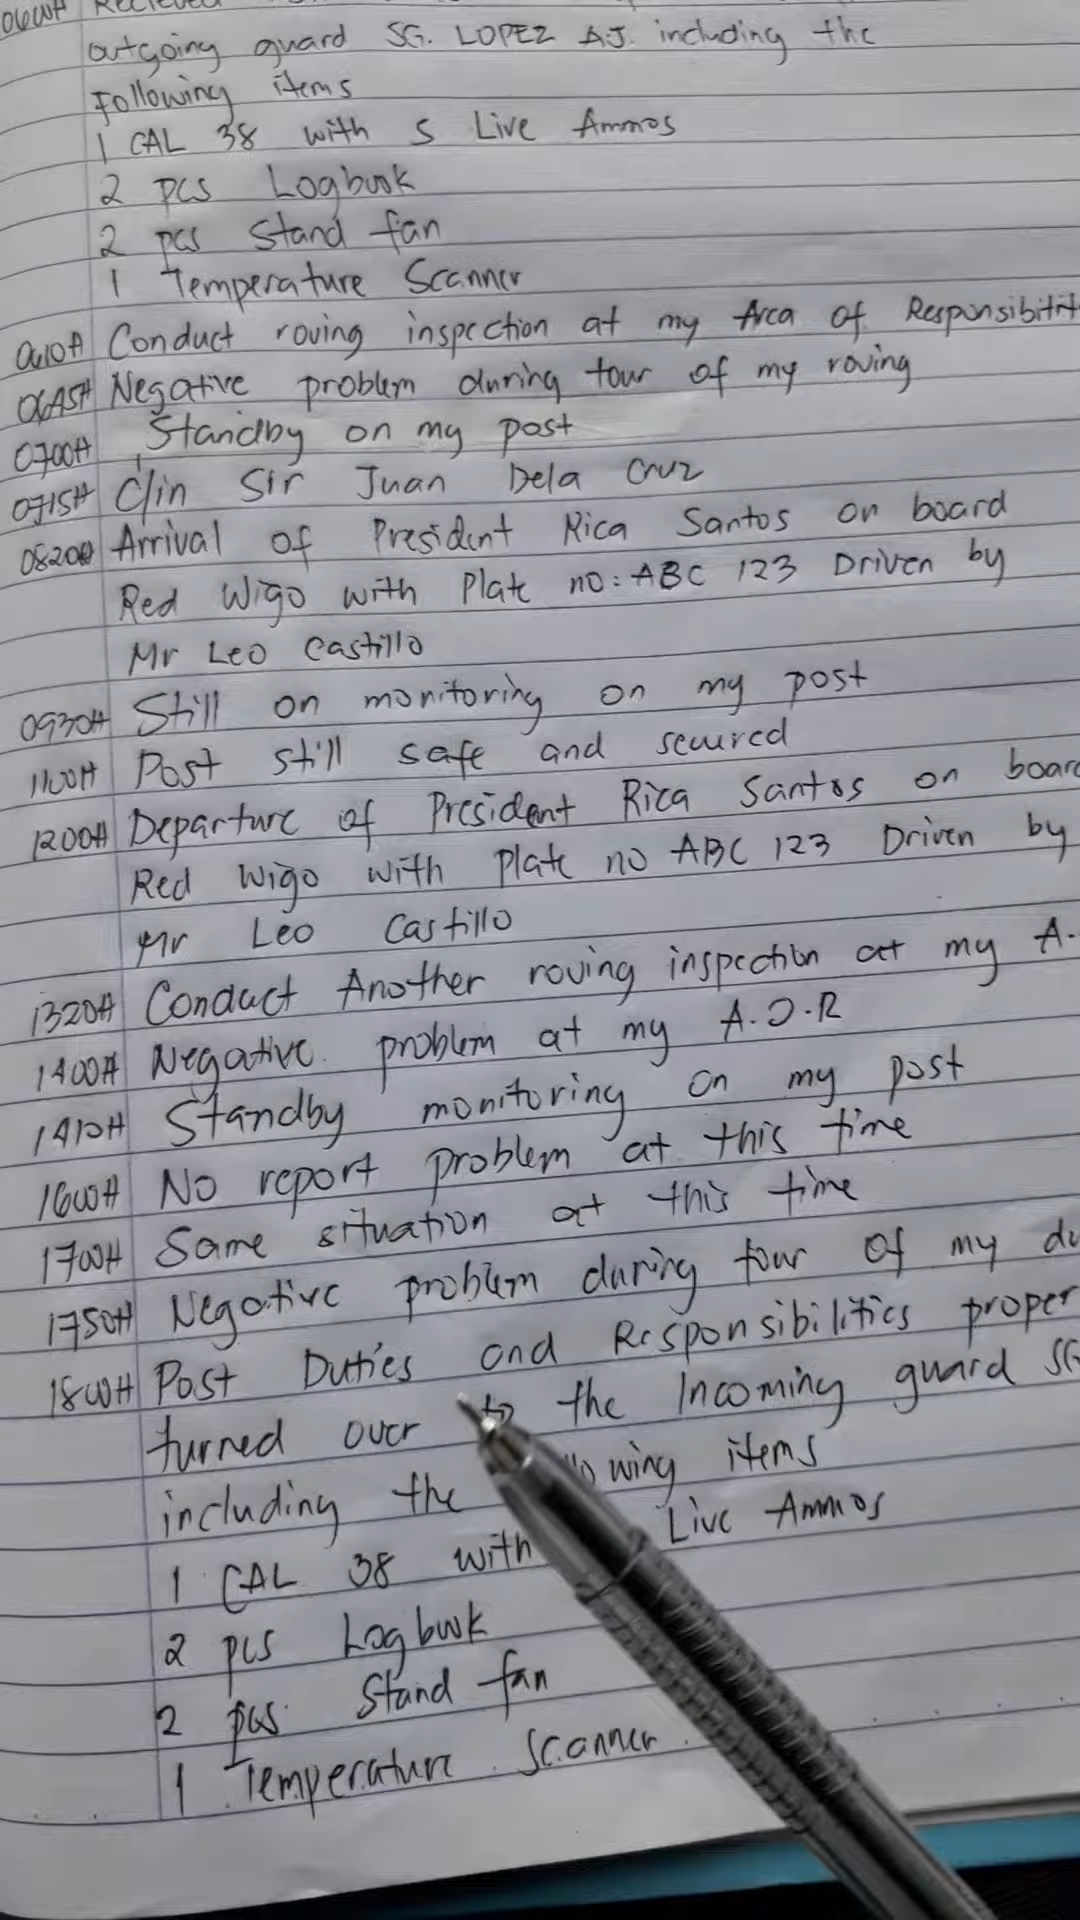 0600H Recieved
outgoing guard SG. LOPEZ A.J. including the
Following items
1 CAL 38 with 5 Live Ammos
2 pcs Logbook
2 pcs Stand fan
1 Temperature Scanner
0610H Conduct roving inspection at my Area of Responsibitit
0645H Negative problem during tour of my roving
0700H Standby on my post
0715H C/in Sir Juan Dela Cruz
0820H Arrival of President Rica Santos on board
Red Wigo with Plate no: ABC 123 Driven by
Mr Leo Castillo
0930H Still on monitoring on my post
1100H Post still safe and secured
1200H Departure of President Rica Santos on board
Red Wigo with Plate no ABC 123 Driven by
Mr Leo Castillo
1320H Conduct Another roving inspection at my A.
1400H Negative problem at my A.O.R
1410H Standby monitoring on my post
1600H No report problem at this time
1700H Same situation at this time
1750H Negative problem during tour of my du
1800H Post Duties and Responsibilities proper
turned over to the Incoming guard SG
including the items
1 CAL 38 with Live Ammos
2 pcs Logbook
2 pcs Stand fan
1 Temperature Scanner